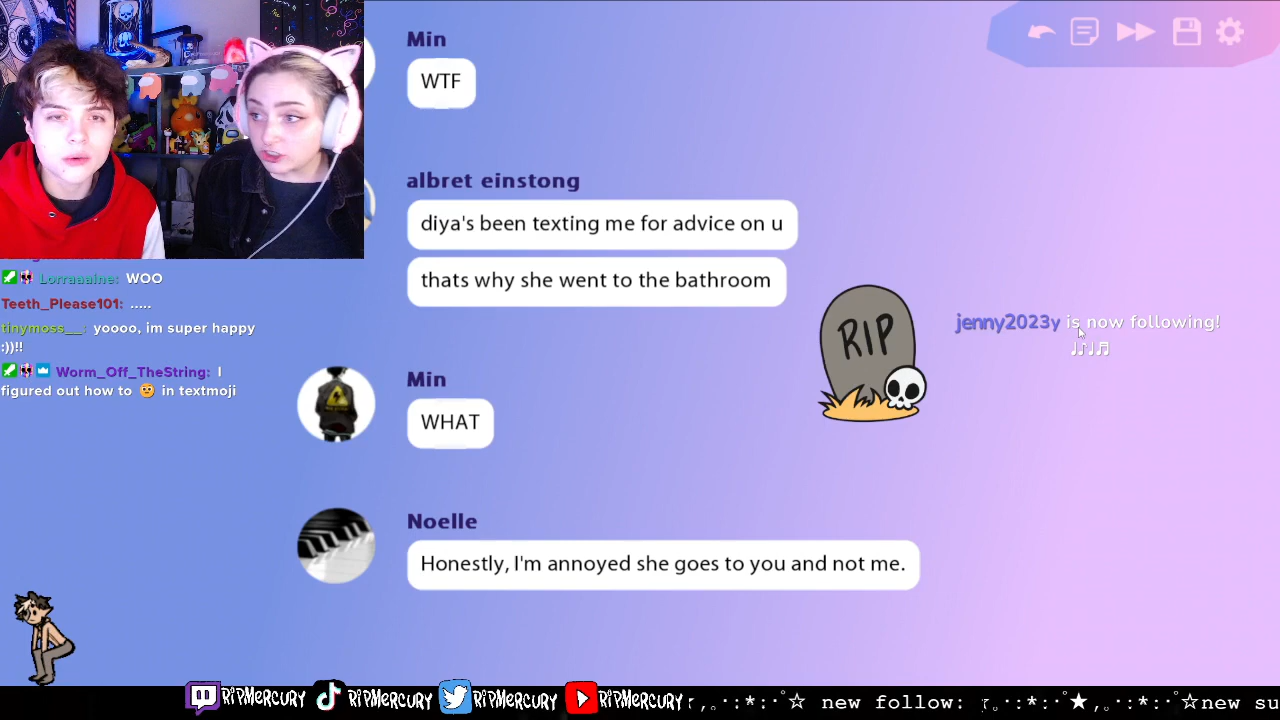 Min
WTF
albret einstong
diya's been texting me for advice on u
thats why she went to the bathroom
Lorraaaine: WOO
Teeth_Please101: .....
tinymoss__: yoooo, im super happy
:))!!
Worm_Off_TheString: I
figured out how to 🫡 in textmoji
RIP
jenny2023y is now following!
♩♪♫
Min
WHAT
Noelle
Honestly, I'm annoyed she goes to you and not me.
RIPMERCURY RIPMERCURY RIPMERCURY RIPMERCURY ┌,｡･:*:･ﾟ☆ new follow: ┌｡･:*:･ﾟ★,｡･:*:･ﾟ☆new su